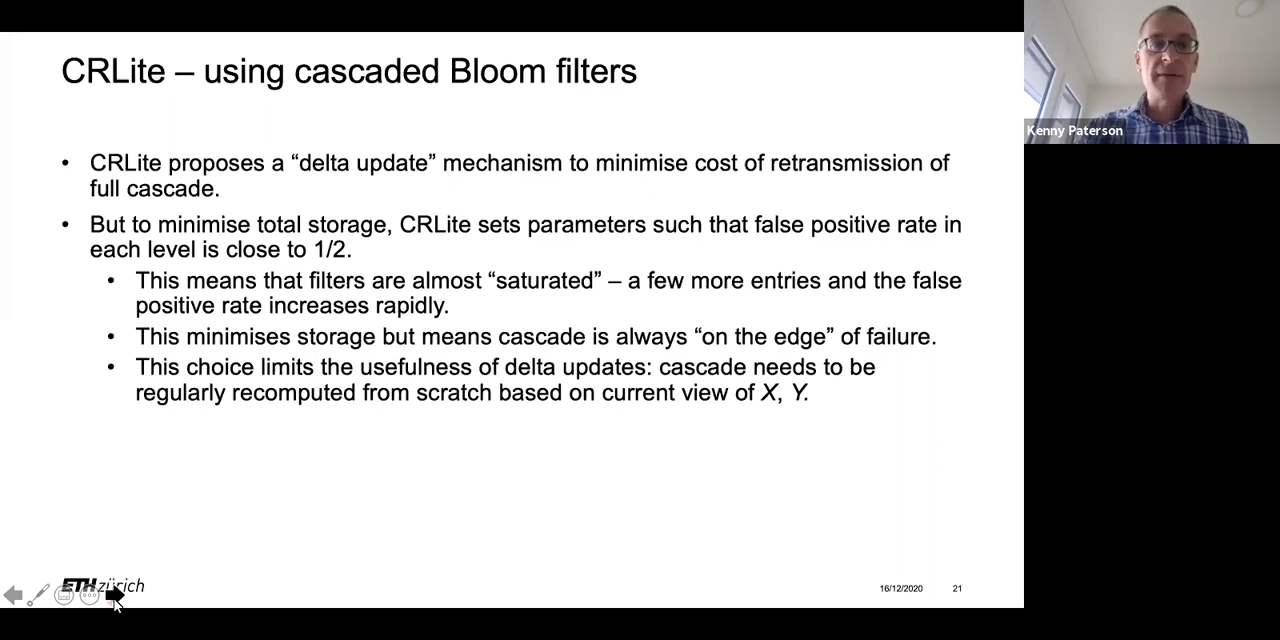 CRLite – using cascaded Bloom filters
Kenny Paterson
• CRLite proposes a “delta update” mechanism to minimise cost of retransmission of
full cascade.
• But to minimise total storage, CRLite sets parameters such that false positive rate in
each level is close to 1/2.
• This means that filters are almost “saturated” – a few more entries and the false
positive rate increases rapidly.
• This minimises storage but means cascade is always “on the edge” of failure.
• This choice limits the usefulness of delta updates: cascade needs to be
regularly recomputed from scratch based on current view of X, Y.
ETH zürich
16/12/2020 21